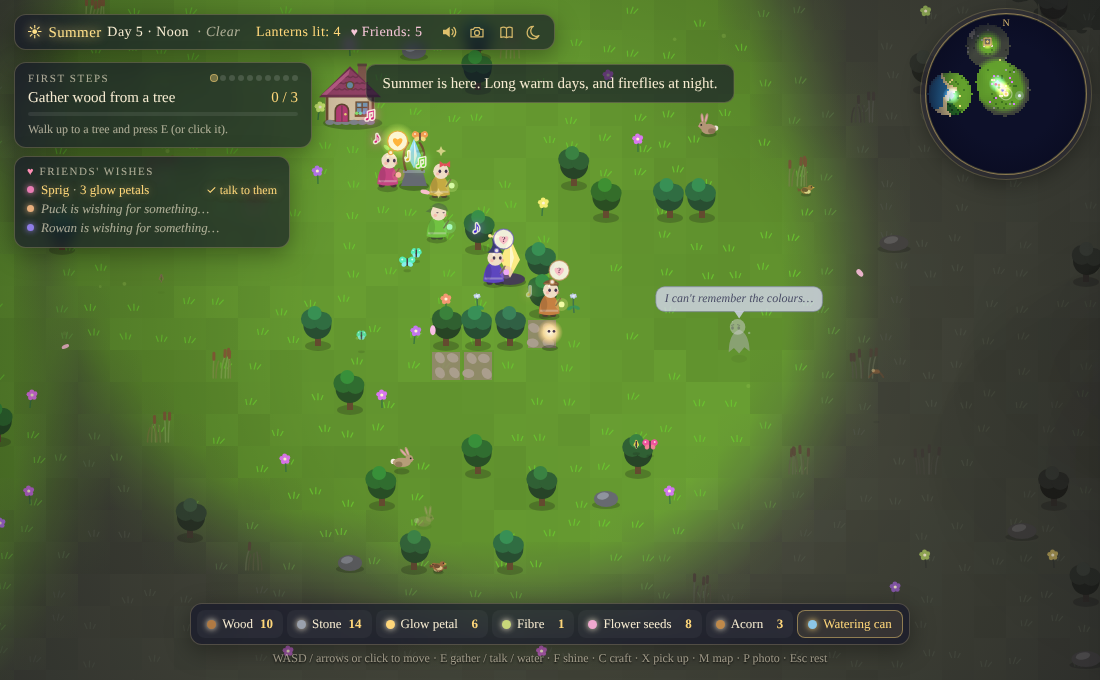 Summer Day 5 · Noon · Clear Lanterns lit: 4 ♥ Friends: 5
N
FIRST STEPS
Gather wood from a tree 0 / 3
Walk up to a tree and press E (or click it).
Summer is here. Long warm days, and fireflies at night.
♥ FRIENDS' WISHES
Sprig · 3 glow petals ✓ talk to them
Puck is wishing for something…
Rowan is wishing for something…
?
?
I can't remember the colours…
Wood 10 Stone 14 Glow petal 6 Fibre 1 Flower seeds 8 Acorn 3 Watering can
WASD / arrows or click to move · E gather / talk / water · F shine · C craft · X pick up · M map · P photo · Esc rest